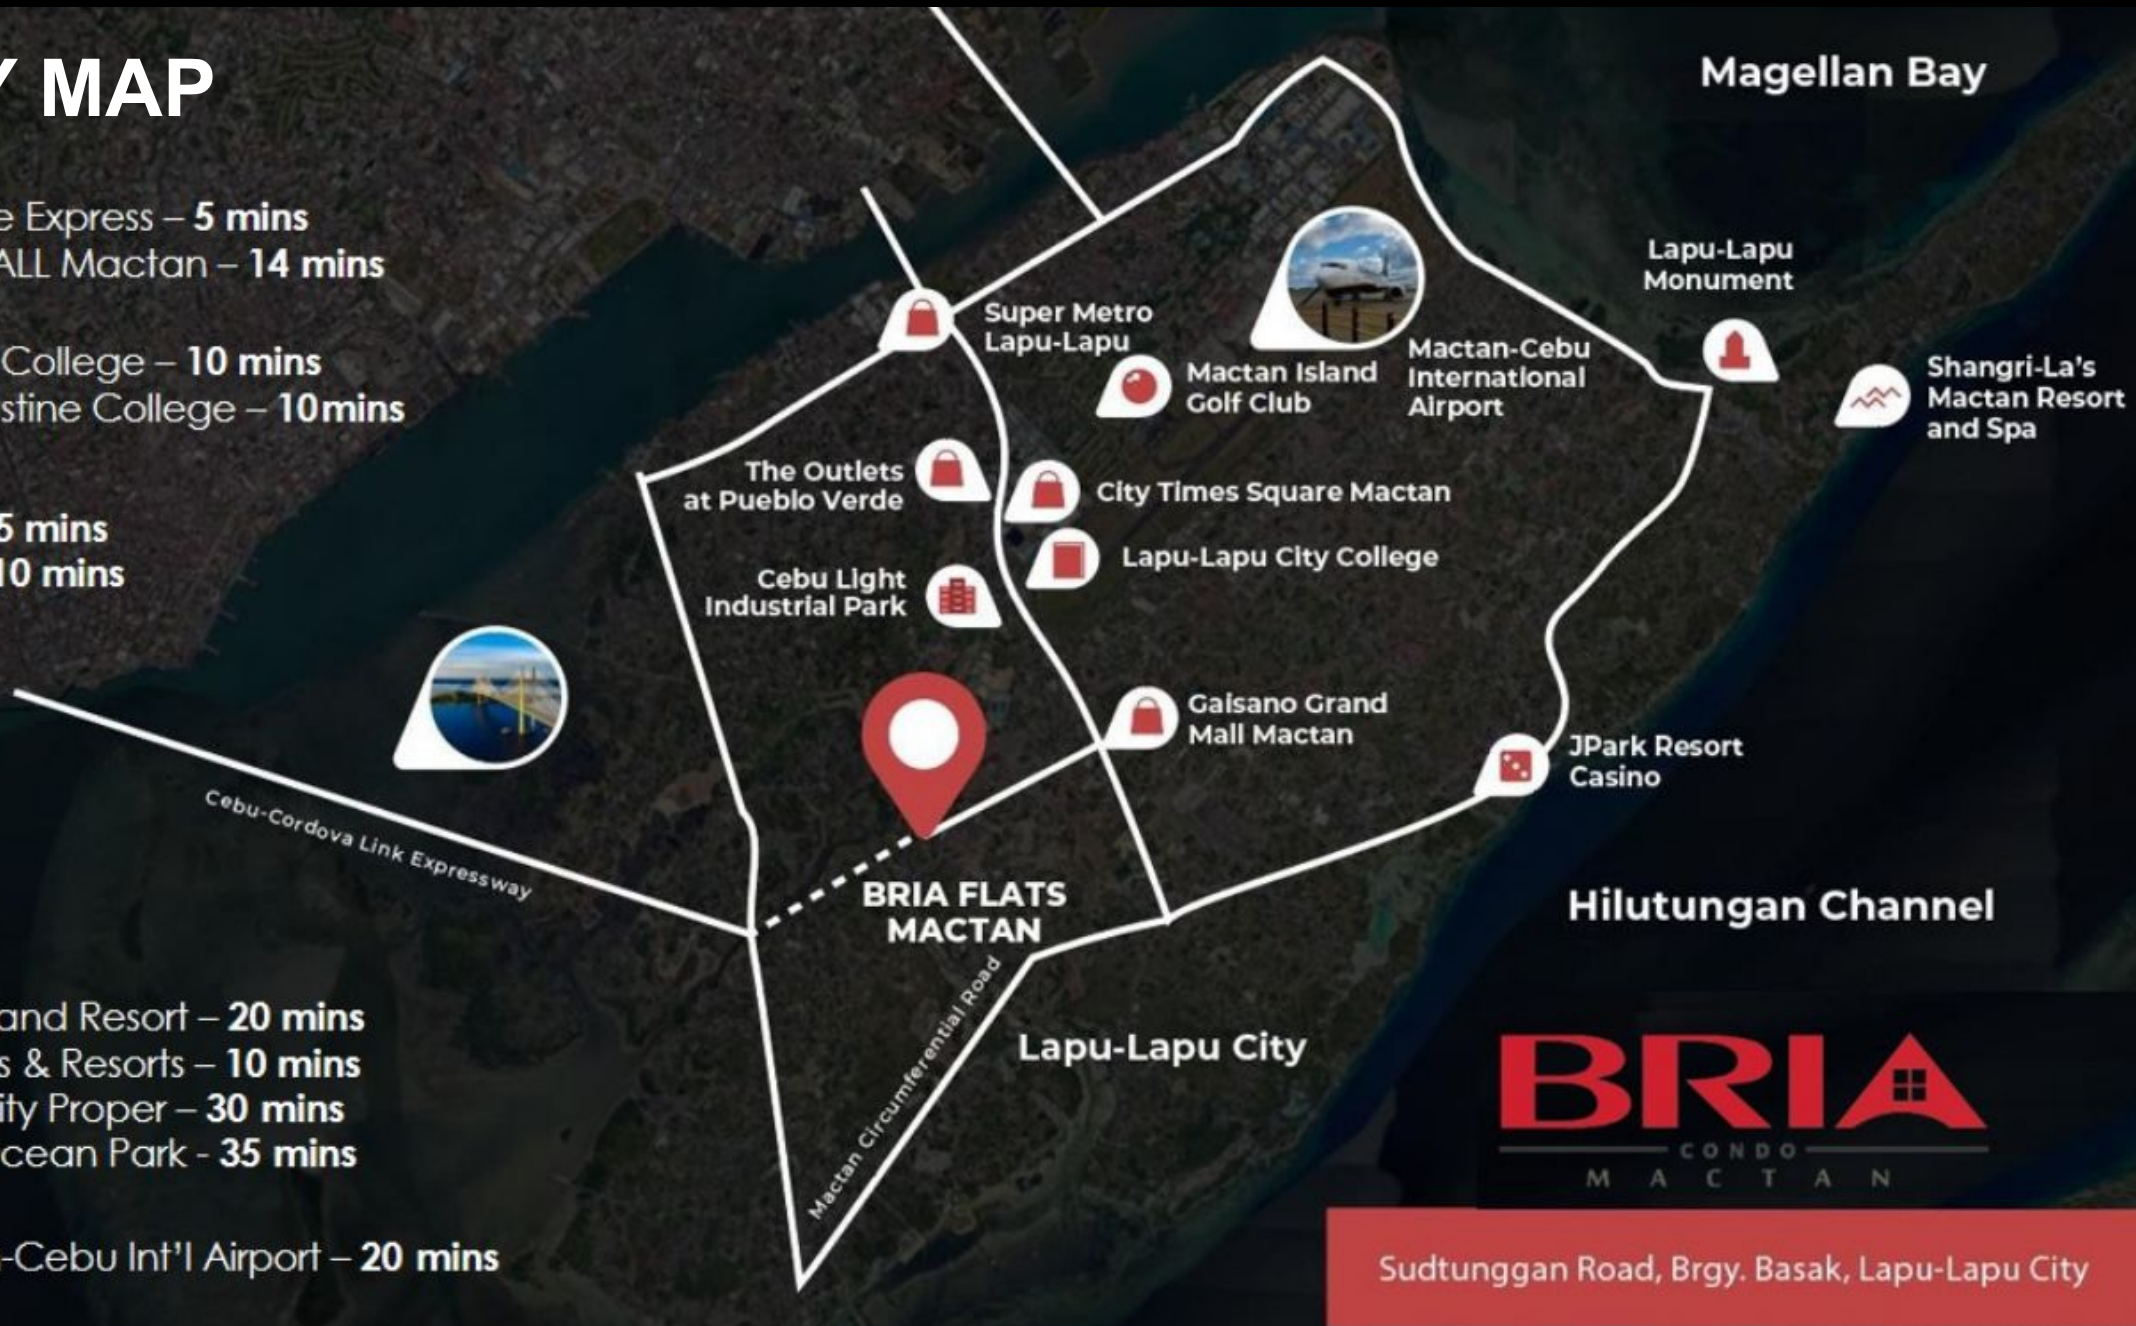 Y MAP
e Express – 5 mins
ALL Mactan – 14 mins
College – 10 mins
stine College – 10mins
5 mins
10 mins
and Resort – 20 mins
s & Resorts – 10 mins
ity Proper – 30 mins
cean Park - 35 mins
-Cebu Int'l Airport – 20 mins
Magellan Bay
Lapu-Lapu
Monument
Shangri-La's
Mactan Resort
and Spa
Super Metro
Lapu-Lapu
Mactan Island
Golf Club
Mactan-Cebu
International
Airport
The Outlets
at Pueblo Verde
City Times Square Mactan
Lapu-Lapu City College
Cebu Light
Industrial Park
Gaisano Grand
Mall Mactan
JPark Resort
Casino
Cebu-Cordova Link Expressway
BRIA FLATS
MACTAN
Hilutungan Channel
Mactan Circumferential Road
Lapu-Lapu City
BRIA
CONDO
MACTAN
Sudtunggan Road, Brgy. Basak, Lapu-Lapu City